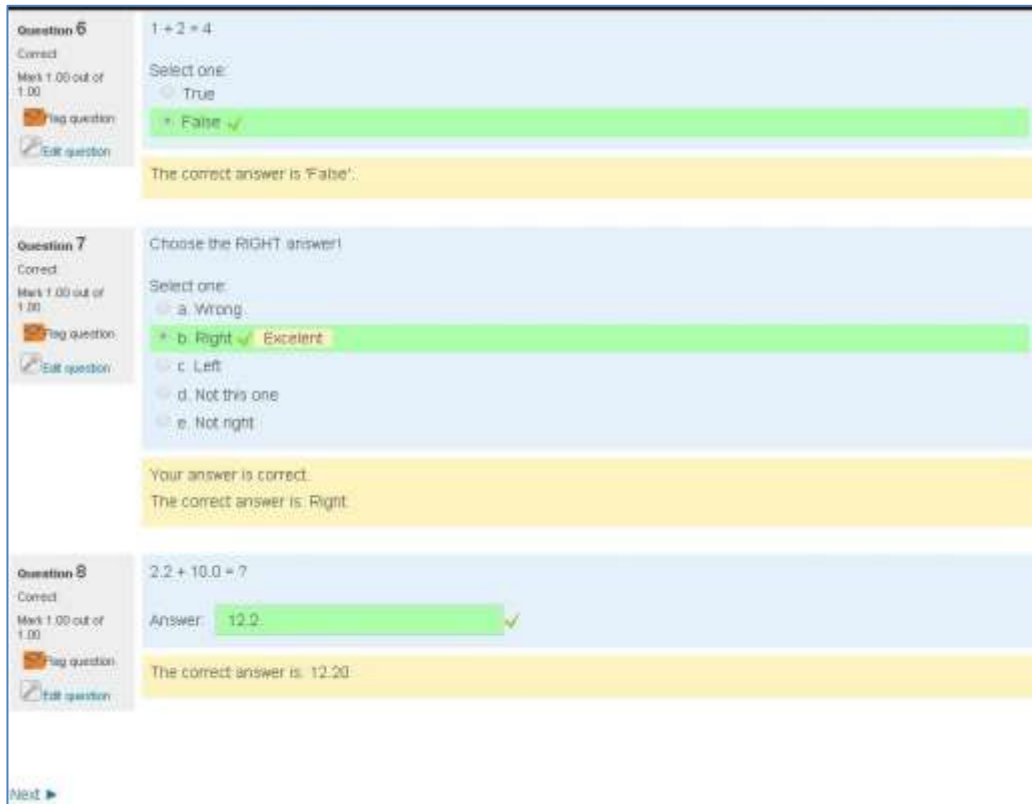 Question 6
Correct
Mark 1.00 out of
1.00
Flag question
Edit question
1 + 2 = 4
Select one:
True
False
The correct answer is 'False'.
Question 7
Correct
Mark 1.00 out of
1.00
Flag question
Edit question
Choose the RIGHT answer!
Select one:
a. Wrong
b. Right Excelent
c. Left
d. Not this one
e. Not right
Your answer is correct.
The correct answer is: Right
Question 8
Correct
Mark 1.00 out of
1.00
Flag question
Edit question
2.2 + 10.0 = ?
Answer: 12.2
The correct answer is: 12.20
Next ►